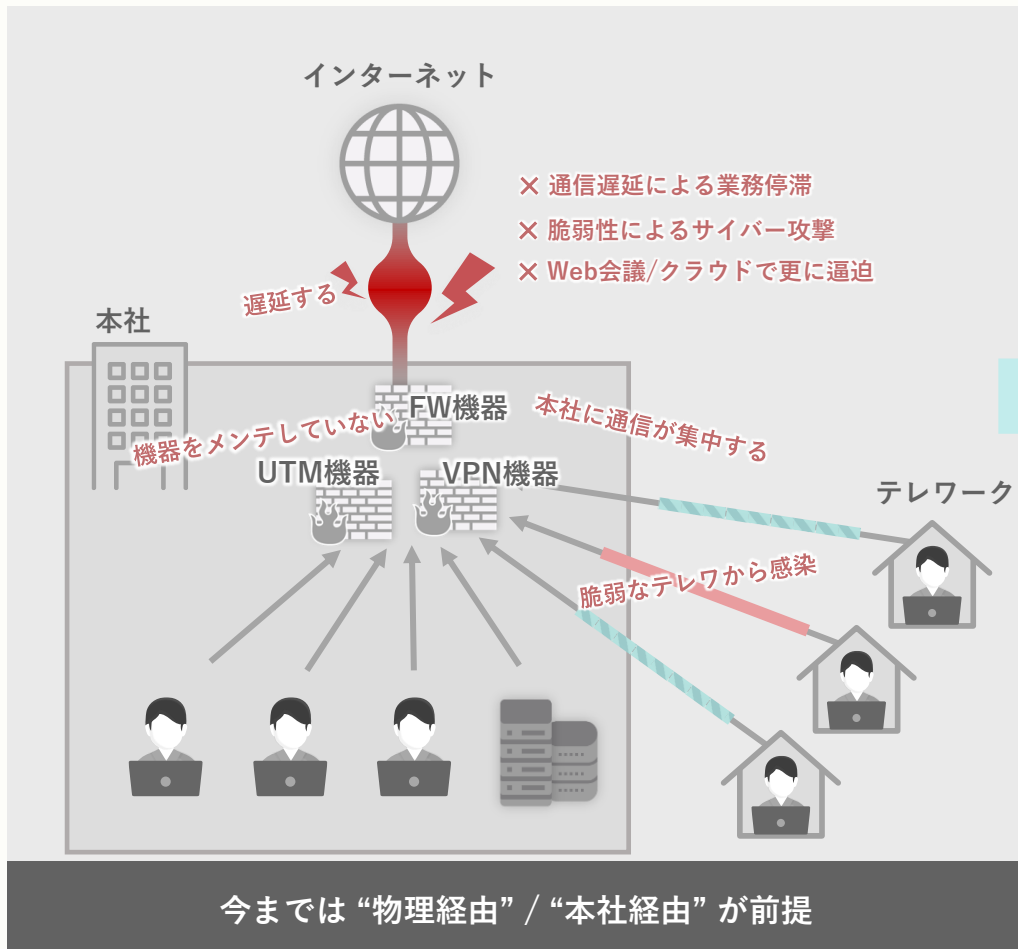 インターネット
× 通信遅延による業務停滞
× 脆弱性によるサイバー攻撃
× Web会議/クラウドで更に逼迫
遅延する
本社
FW機器
本社に通信が集中する
機器をメンテしていない
UTM機器
VPN機器
テレワーク
脆弱なテレワから感染
今までは “物理経由” / “本社経由” が前提